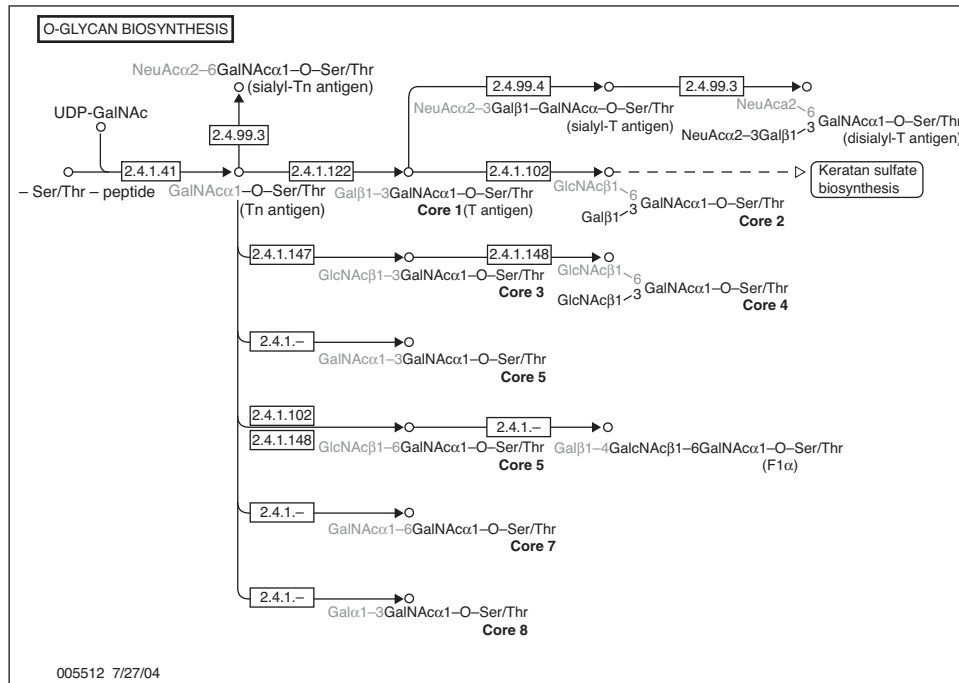 O-GLYCAN BIOSYNTHESIS
NeuAcα2–6GalNAcα1–O–Ser/Thr
(sialyl-Tn antigen)
2.4.99.4
2.4.99.3
UDP-GalNAc
2.4.99.3
NeuAcα2–3Galβ1–GalNAcα–O–Ser/Thr
(sialyl-T antigen)
NeuAca2
6
GalNAcα1–O–Ser/Thr
NeuAcα2–3Galβ1
3
(disialyl-T antigen)
2.4.1.41
2.4.1.122
2.4.1.102
Keratan sulfate
biosynthesis
– Ser/Thr – peptide
GalNAcα1–O–Ser/Thr
(Tn antigen)
Galβ1–3GalNAcα1–O–Ser/Thr
Core 1 (T antigen)
GlcNAcβ1
6
GalNAcα1–O–Ser/Thr
Galβ1
3
Core 2
2.4.1.147
2.4.1.148
GlcNAcβ1–3GalNAcα1–O–Ser/Thr
Core 3
GlcNAcβ1
6
GalNAcα1–O–Ser/Thr
GlcNAcβ1
3
Core 4
2.4.1.–
GalNAcα1–3GalNAcα1–O–Ser/Thr
Core 5
2.4.1.102
2.4.1.148
2.4.1.–
GlcNAcβ1–6GalNAcα1–O–Ser/Thr
Core 5
Galβ1–4GalcNAcβ1–6GalNAcα1–O–Ser/Thr
(F1α)
2.4.1.–
GalNAcα1–6GalNAcα1–O–Ser/Thr
Core 7
2.4.1.–
Galα1–3GalNAcα1–O–Ser/Thr
Core 8
005512 7/27/04